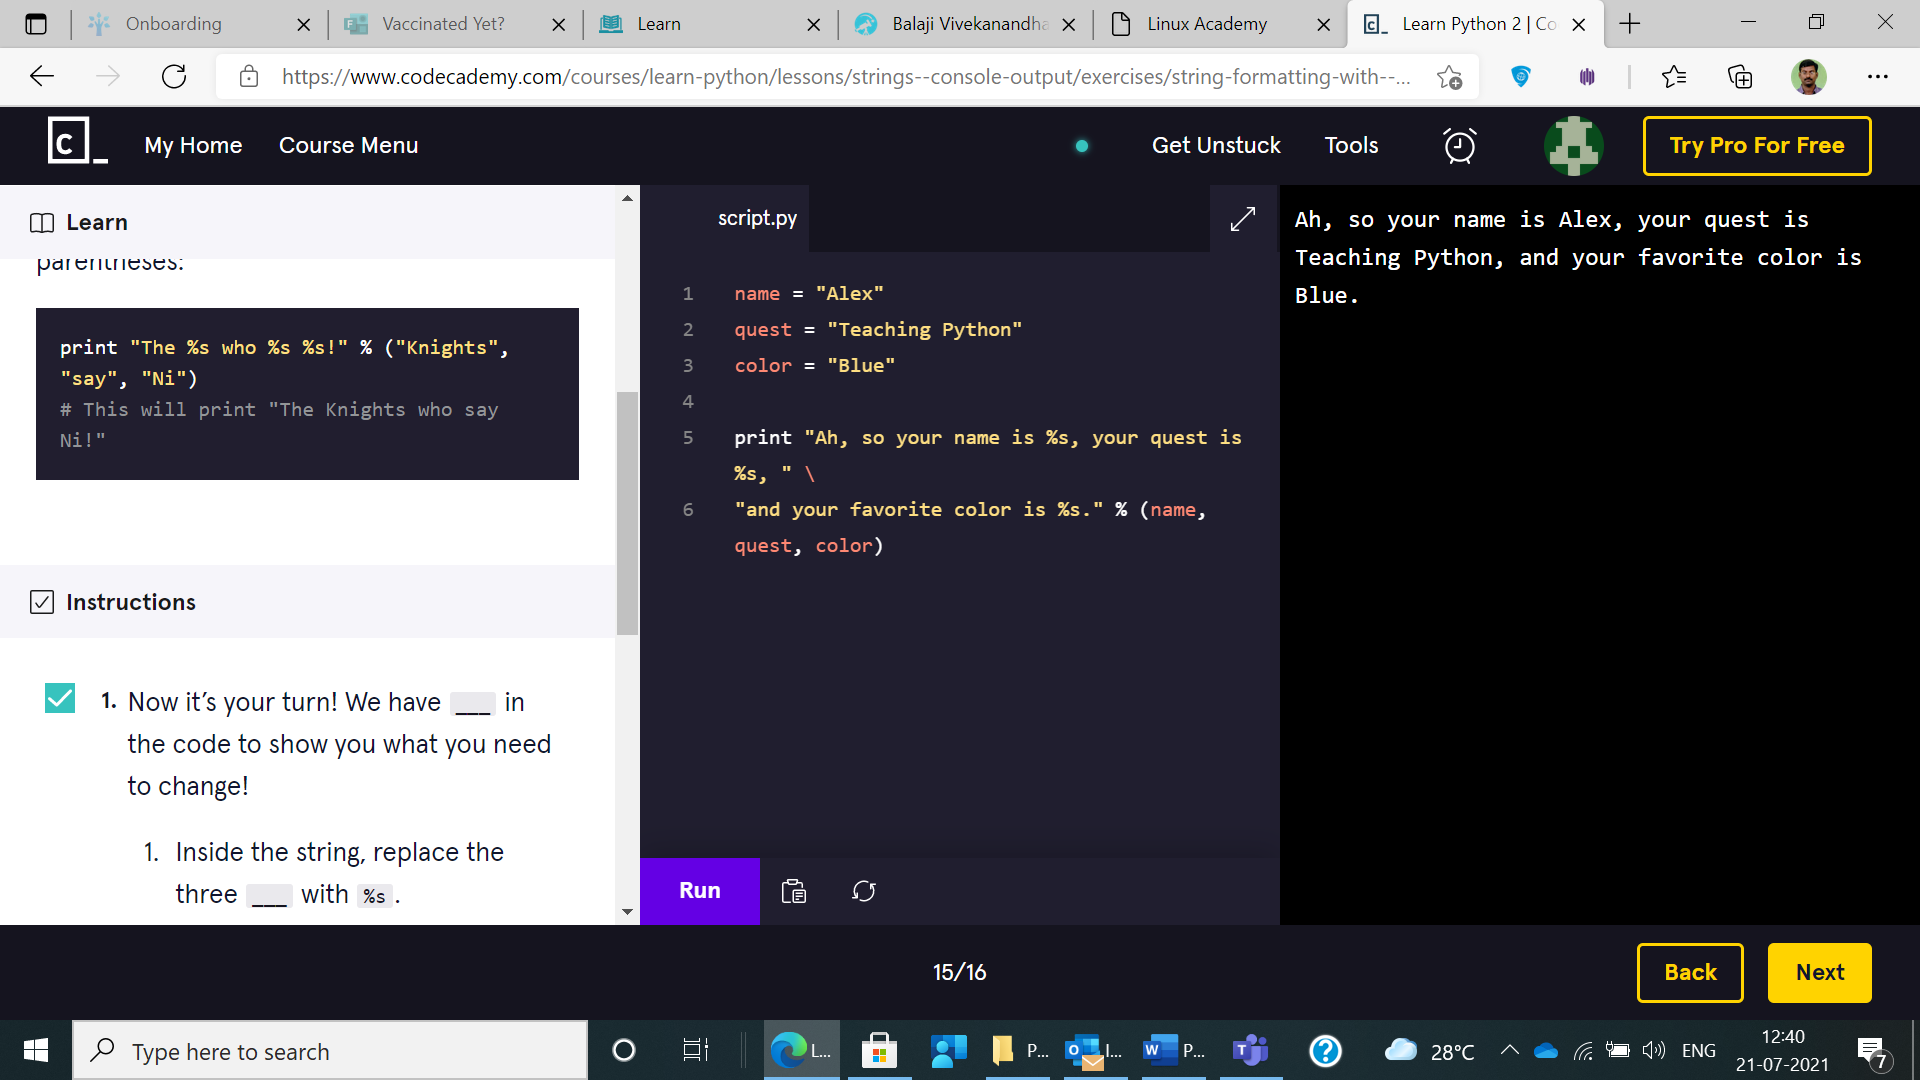 Onboarding
Vaccinated Yet?
Learn
Balaji Vivekanandha
Linux Academy
Learn Python 2 | Co
https://www.codecademy.com/courses/learn-python/lessons/strings--console-output/exercises/string-formatting-with--...
c_
My Home
Course Menu
Get Unstuck
Tools
Try Pro For Free
Learn
parentheses:
print "The %s who %s %s!" % ("Knights",
"say", "Ni")
# This will print "The Knights who say
Ni!"
Instructions
1. Now it’s your turn! We have ___ in
the code to show you what you need
to change!
1. Inside the string, replace the
three ___ with %s .
script.py
1 name = "Alex"
2 quest = "Teaching Python"
3 color = "Blue"
4
5 print "Ah, so your name is %s, your quest is
%s, " \
6 "and your favorite color is %s." % (name,
quest, color)
Run
Ah, so your name is Alex, your quest is
Teaching Python, and your favorite color is
Blue.
15/16
Back
Next
Type here to search
L...
P...
I...
P...
28°C
ENG
12:40
21-07-2021
7